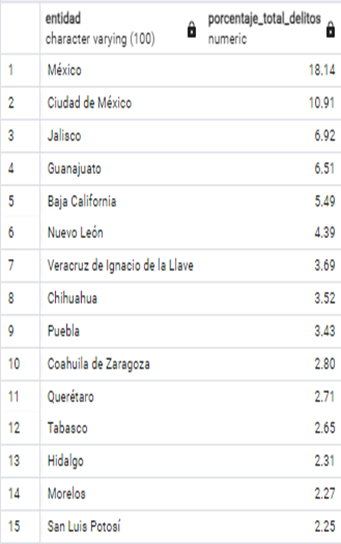 entidad porcentaje_total_delitos
character varying (100) numeric
1 México 18.14
2 Ciudad de México 10.91
3 Jalisco 6.92
4 Guanajuato 6.51
5 Baja California 5.49
6 Nuevo León 4.39
7 Veracruz de Ignacio de la Llave 3.69
8 Chihuahua 3.52
9 Puebla 3.43
10 Coahuila de Zaragoza 2.80
11 Querétaro 2.71
12 Tabasco 2.65
13 Hidalgo 2.31
14 Morelos 2.27
15 San Luis Potosí 2.25